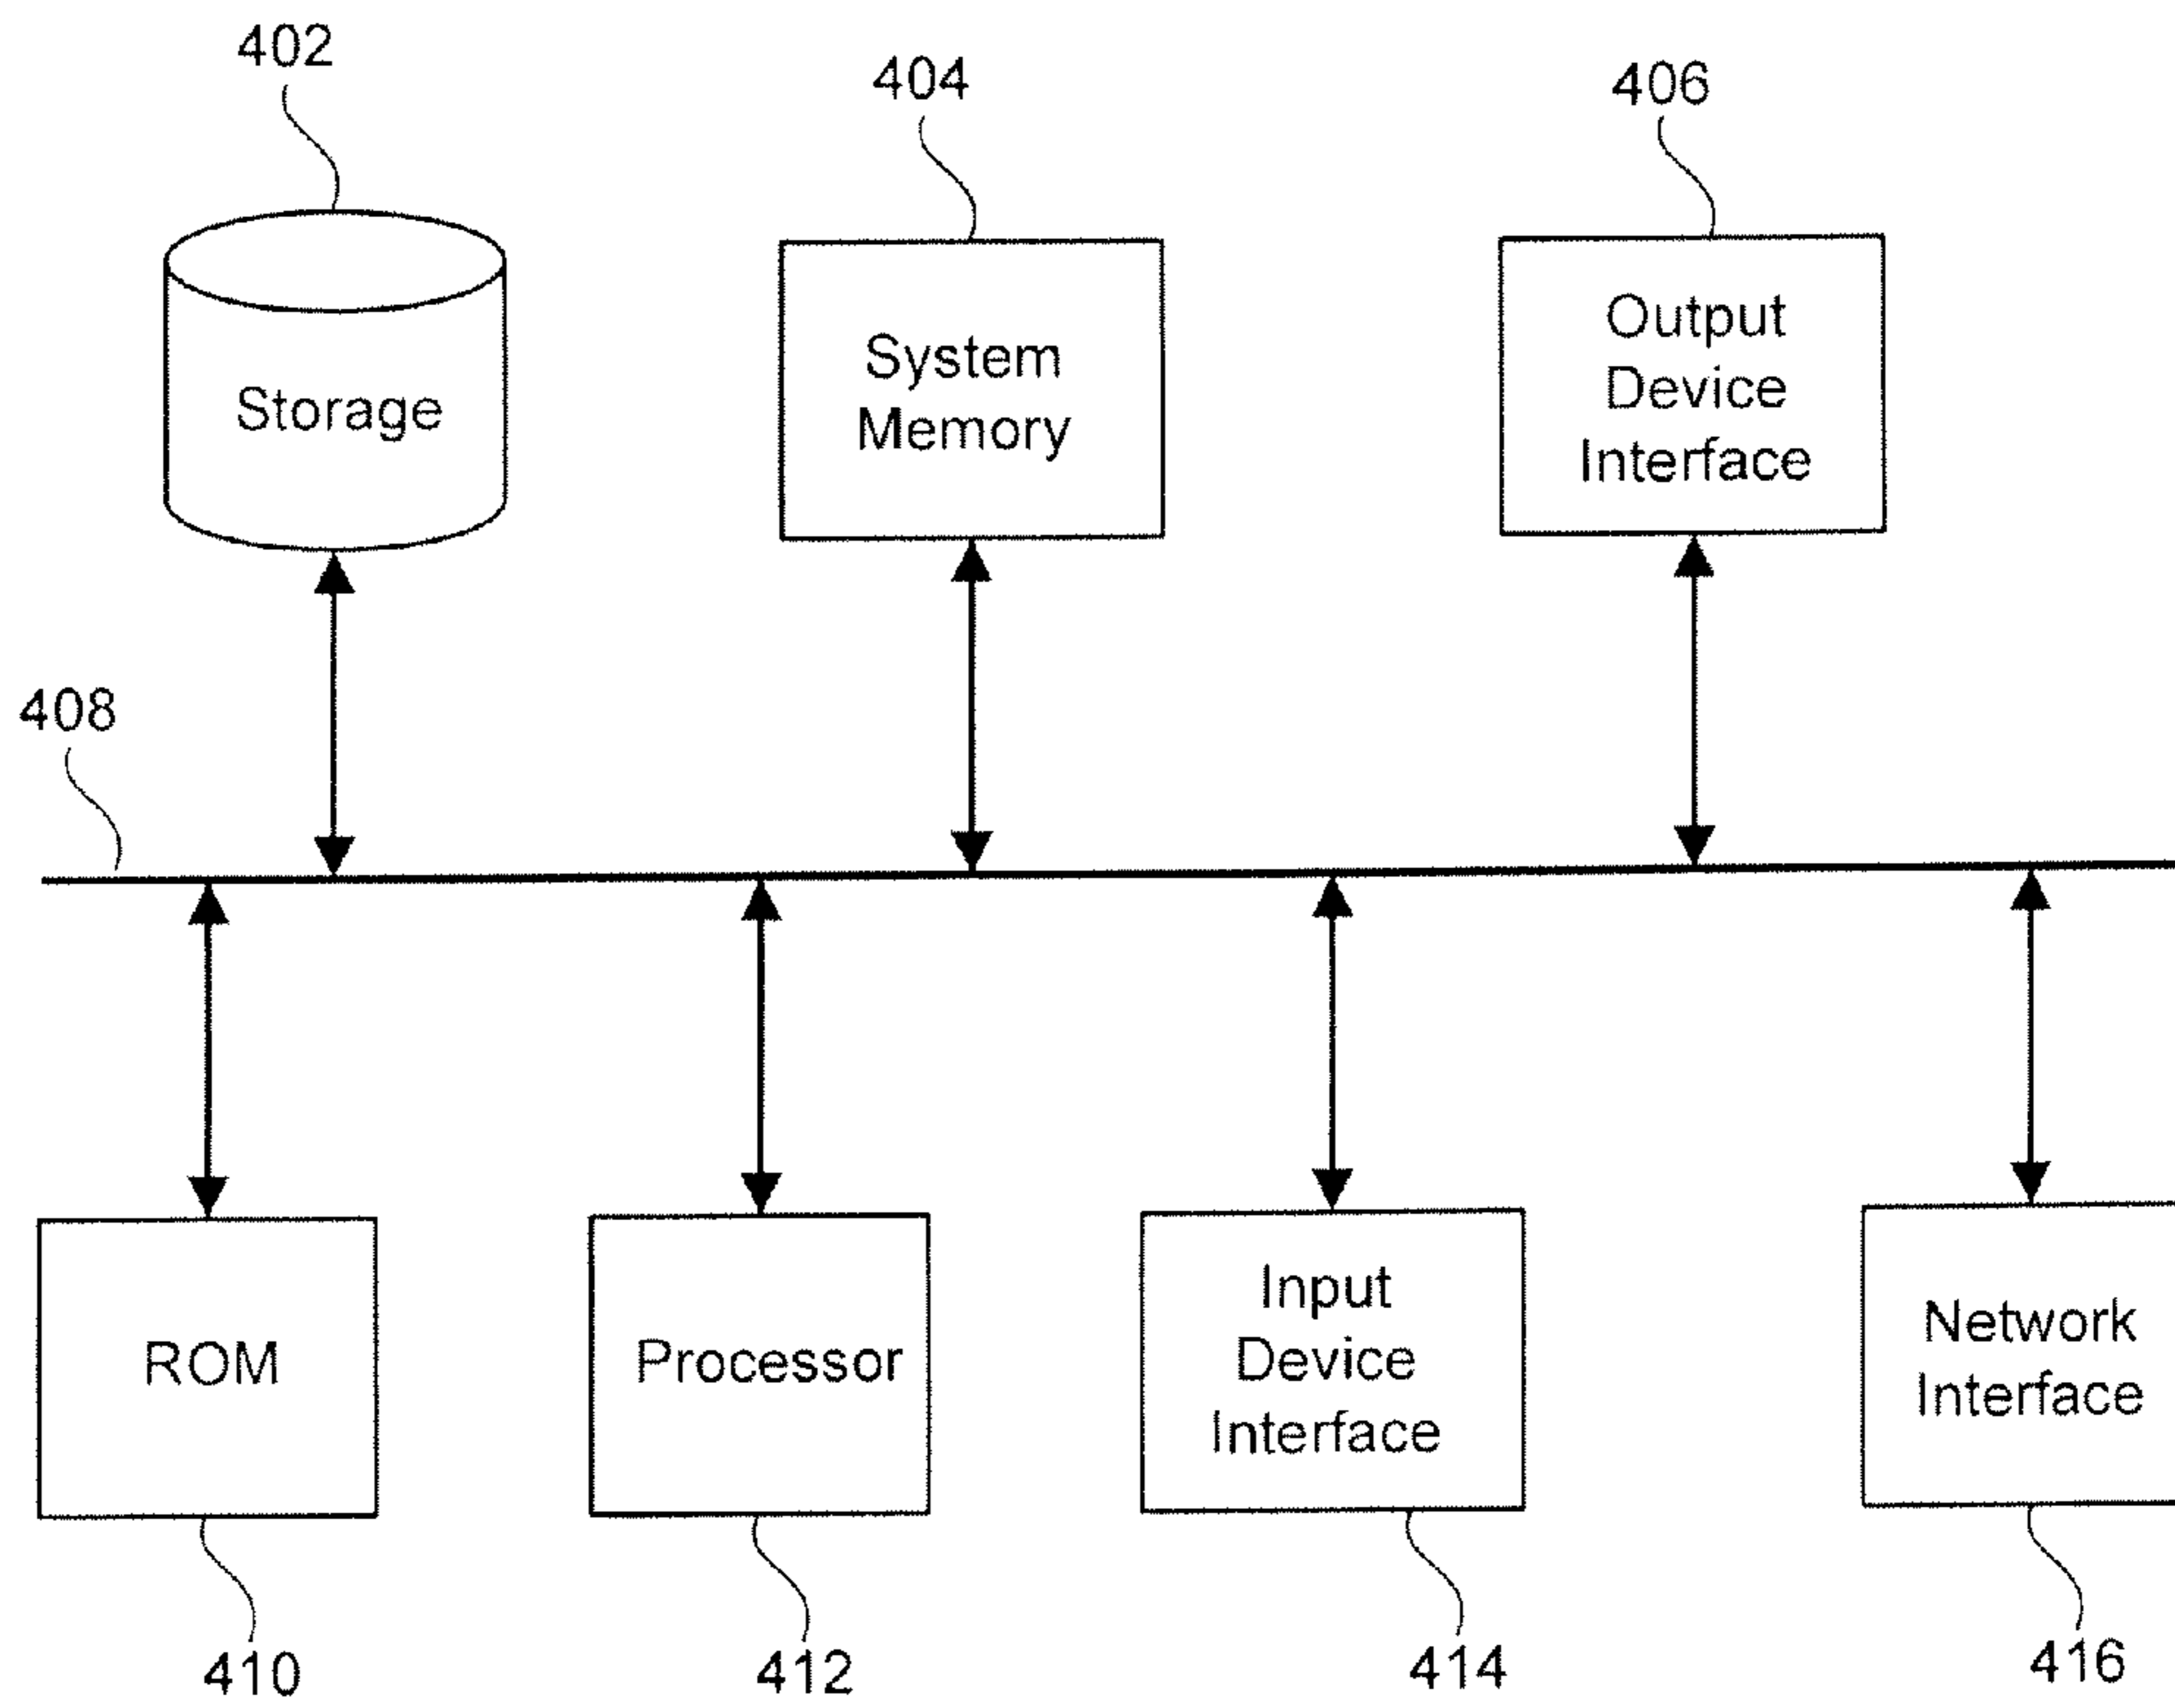 402
404
406
Storage
System
Memory
Output
Device
Interface
408
ROM
Processor
Input
Device
Interface
Network
Interface
410
412
414
416